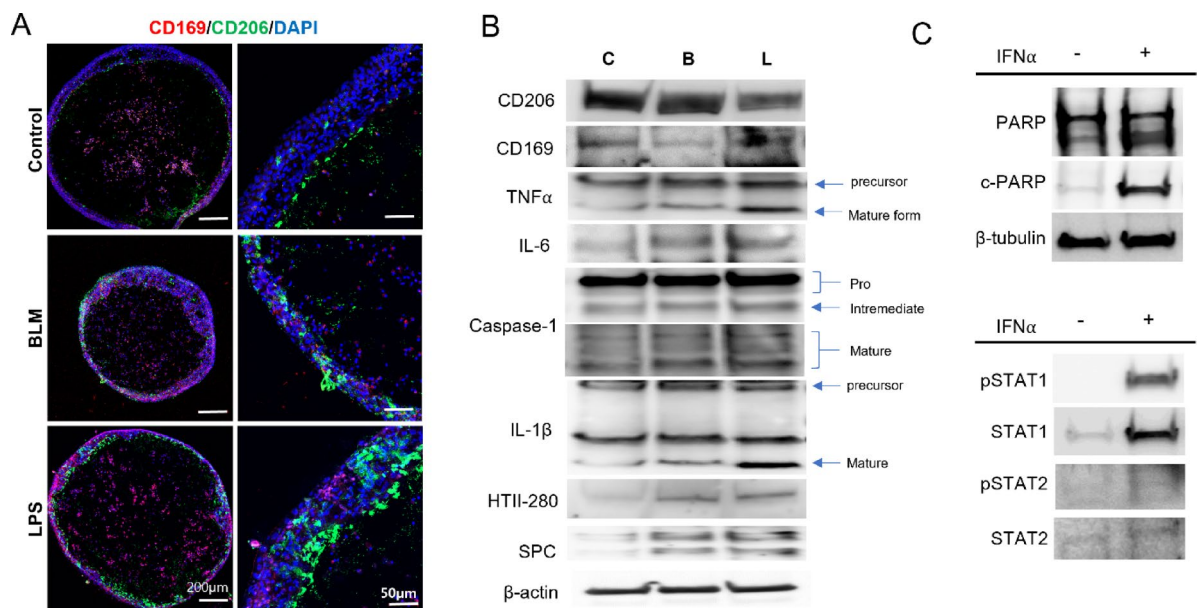 A
CD169/CD206/DAPI
Control
BLM
LPS
200μm
50μm
B
C B L
CD206
CD169
TNFα
precursor
Mature form
IL-6
Caspase-1
Pro
Intremediate
Mature
IL-1β
precursor
Mature
HTII-280
SPC
β-actin
C
IFNα - +
PARP
c-PARP
β-tubulin
IFNα - +
pSTAT1
STAT1
pSTAT2
STAT2